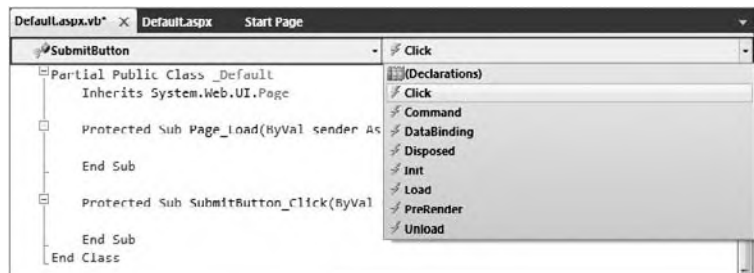 Default.aspx.vb* Default.aspx Start Page
SubmitButton Click
Partial Public Class _Default
Inherits System.Web.UI.Page
Protected Sub Page_Load(ByVal sender As
End Sub
Protected Sub SubmitButton_Click(ByVal
End Sub
End Class
(Declarations)
Click
Command
DataBinding
Disposed
Init
Load
PreRender
Unload